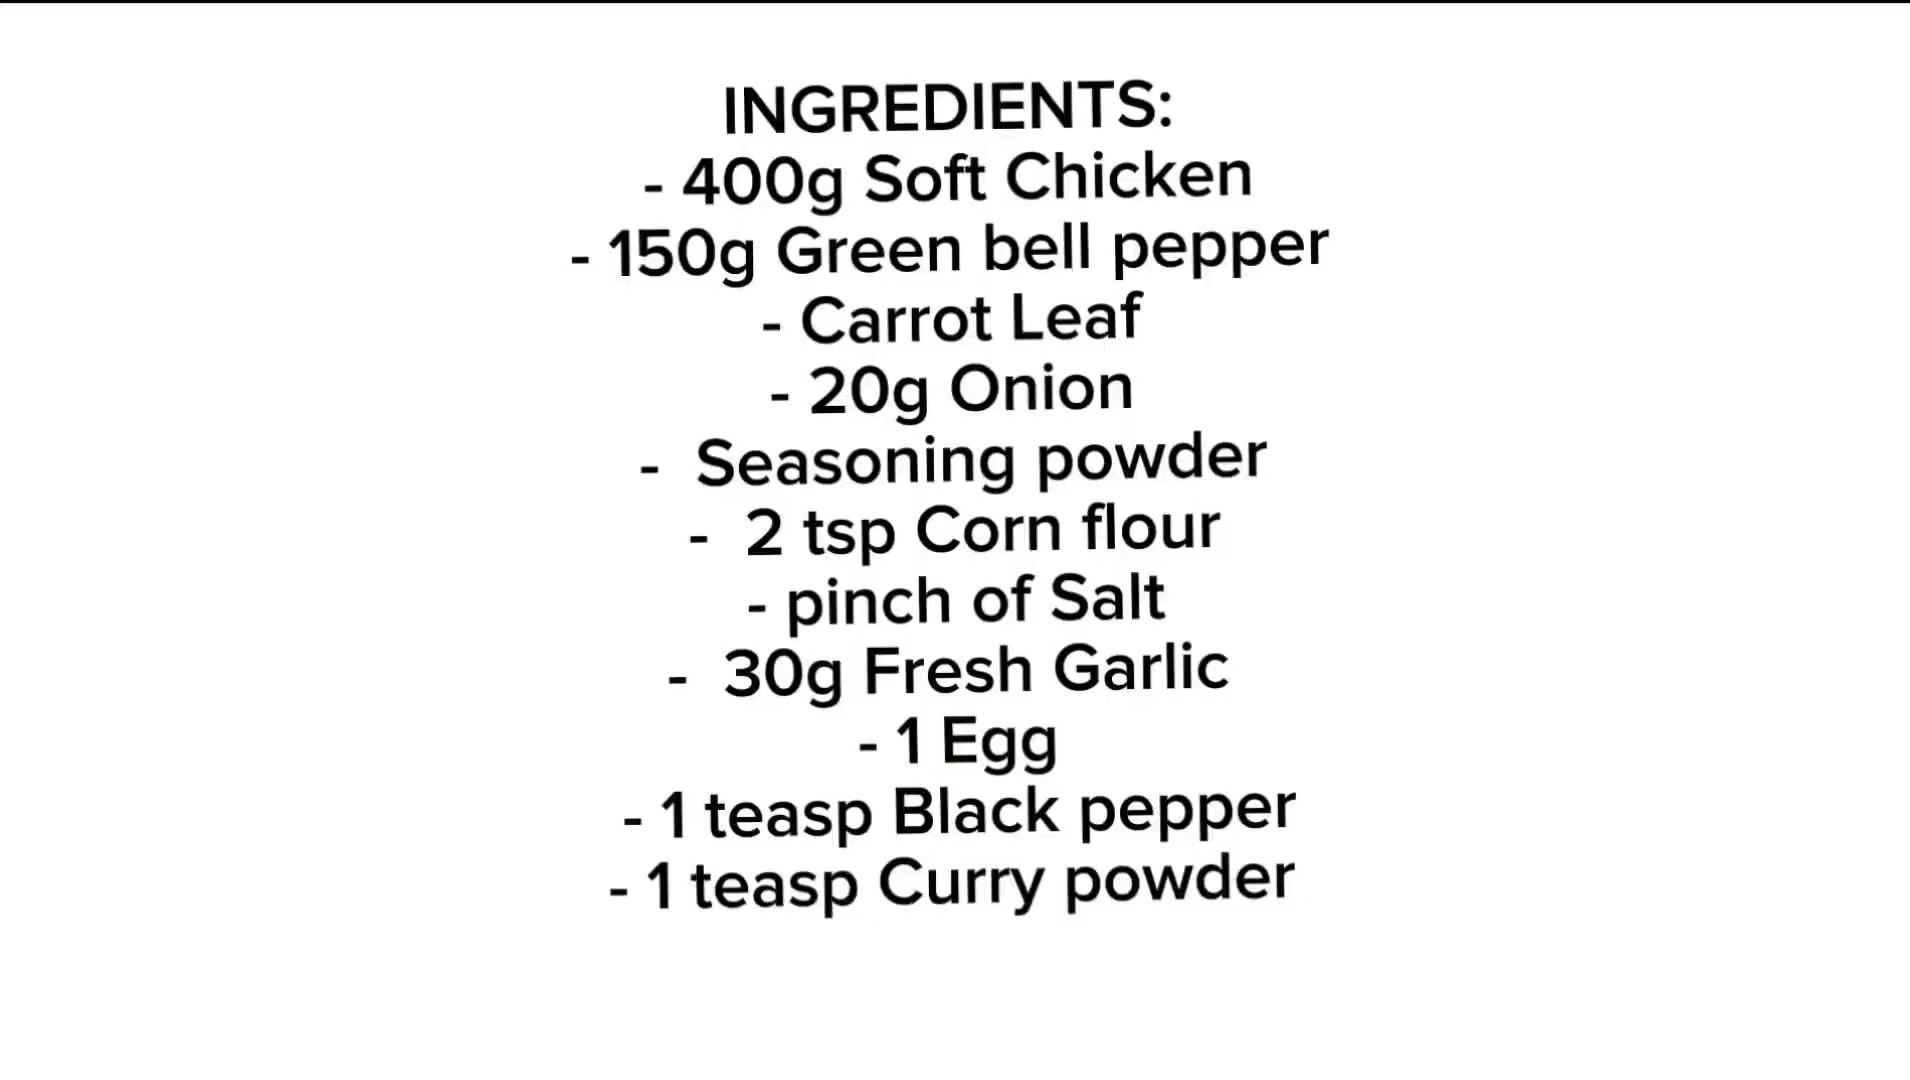 INGREDIENTS:
- 400g Soft Chicken
- 150g Green bell pepper
- Carrot Leaf
- 20g Onion
- Seasoning powder
- 2 tsp Corn flour
- pinch of Salt
- 30g Fresh Garlic
- 1 Egg
- 1 teasp Black pepper
- 1 teasp Curry powder